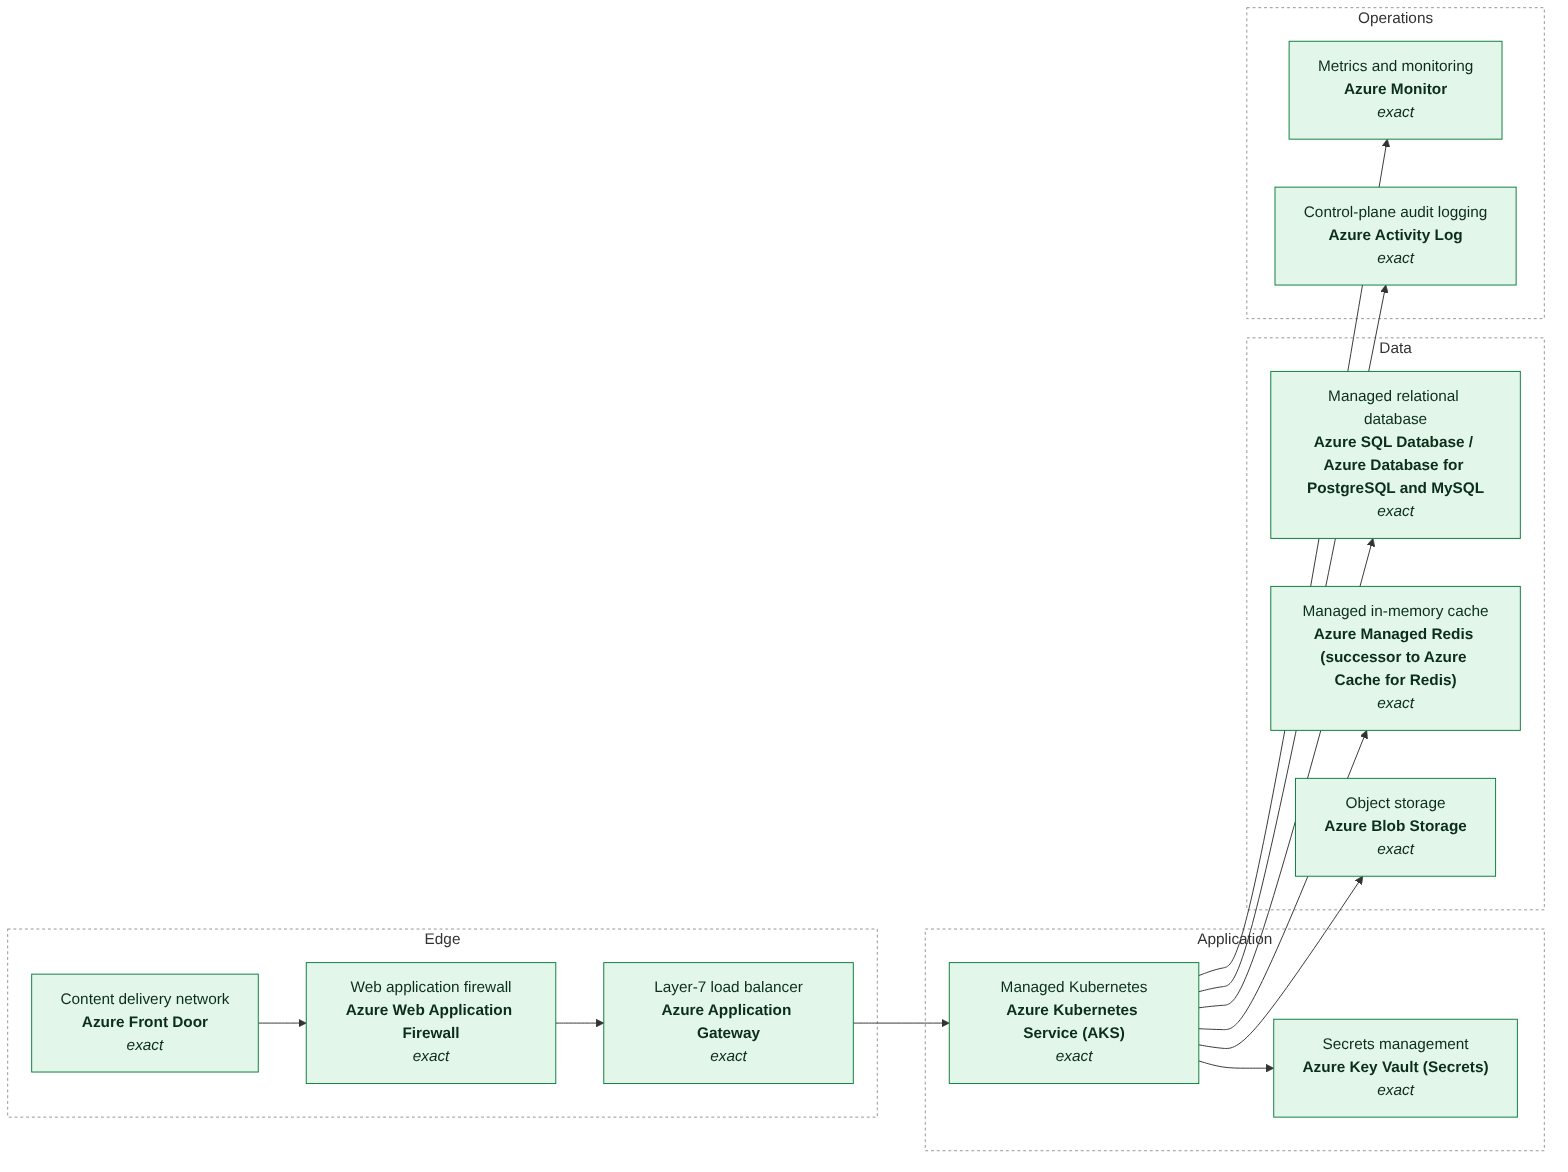 Operations
Metrics and monitoring
Azure Monitor
exact
Control-plane audit logging
Azure Activity Log
exact
Data
Managed relational
database
Azure SQL Database /
Azure Database for
PostgreSQL and MySQL
exact
Managed in-memory cache
Azure Managed Redis
(successor to Azure
Cache for Redis)
exact
Object storage
Azure Blob Storage
exact
Edge
Content delivery network
Azure Front Door
exact
Web application firewall
Azure Web Application
Firewall
exact
Layer-7 load balancer
Azure Application
Gateway
exact
Application
Managed Kubernetes
Azure Kubernetes
Service (AKS)
exact
Secrets management
Azure Key Vault (Secrets)
exact